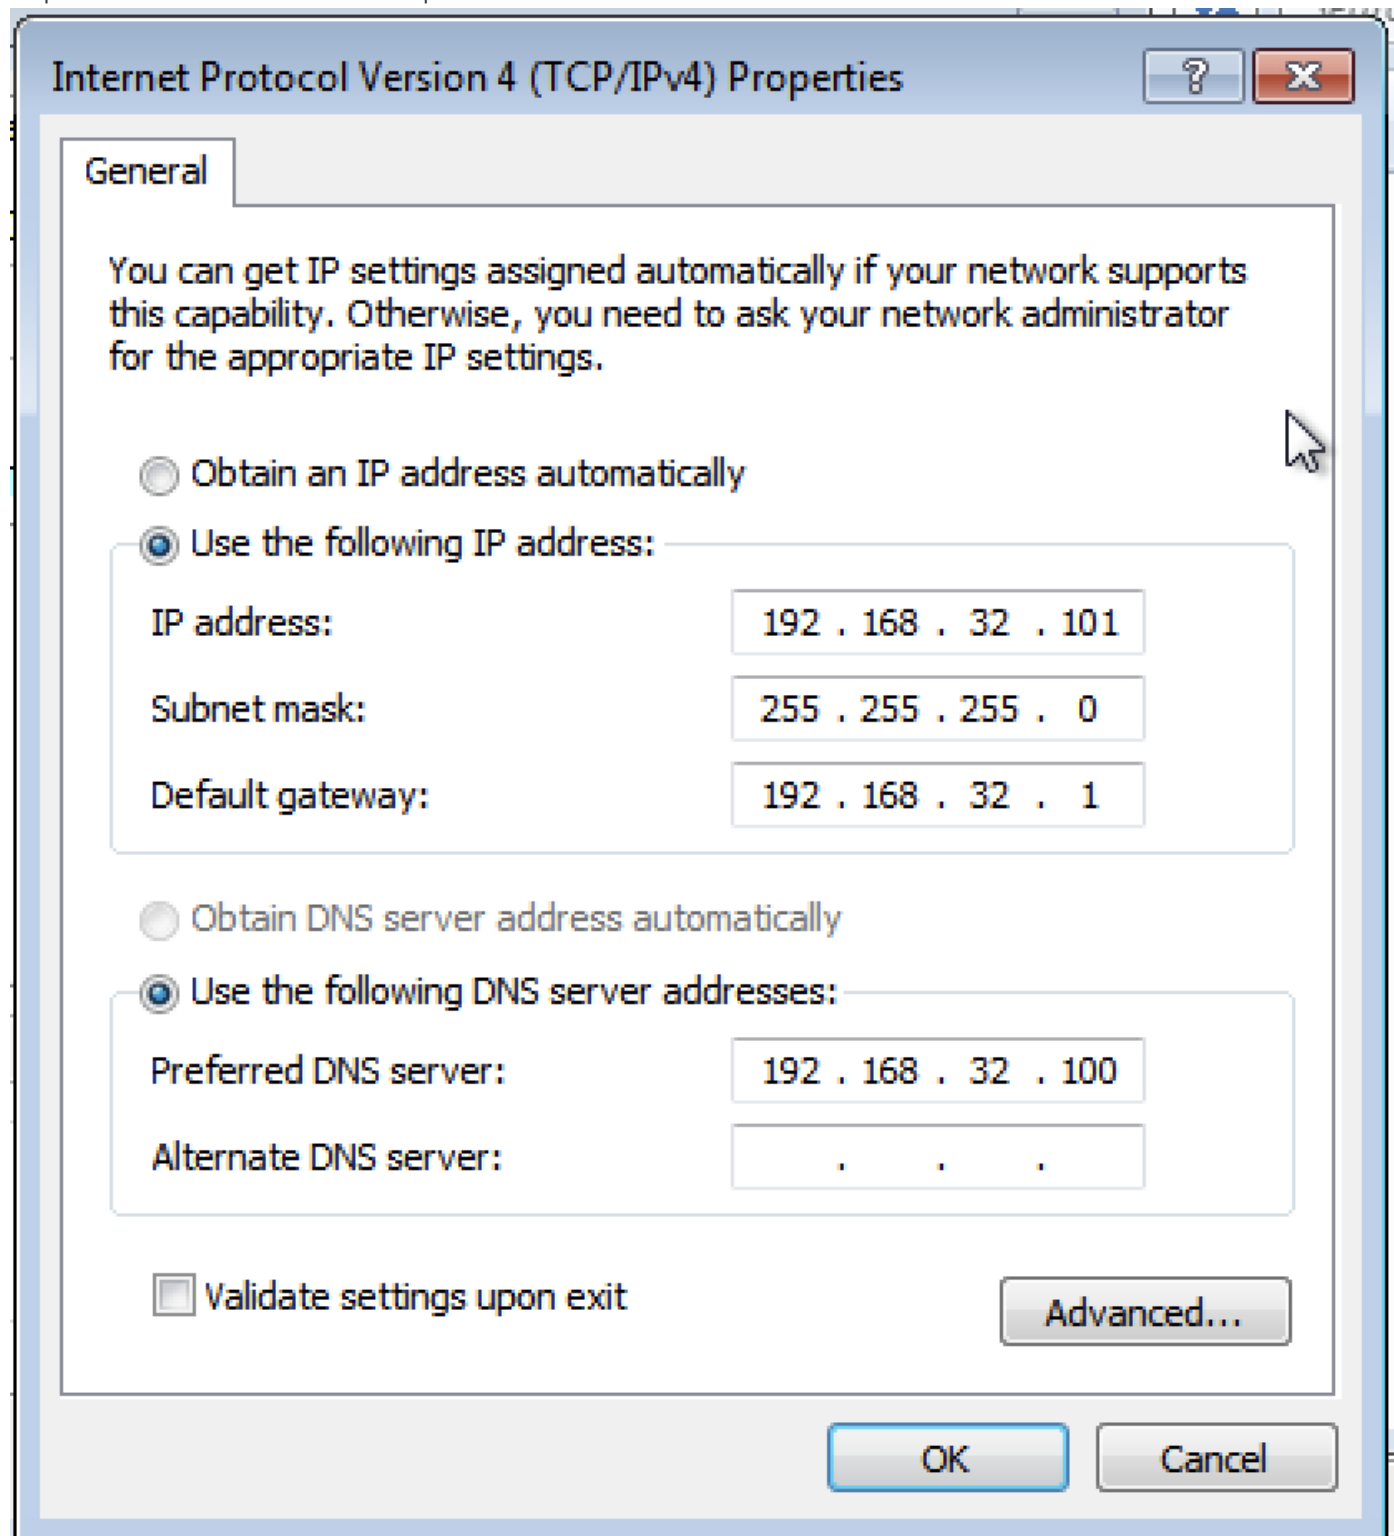 Internet Protocol Version 4 (TCP/IPv4) Properties
?
General
You can get IP settings assigned automatically if your network supports
this capability. Otherwise, you need to ask your network administrator
for the appropriate IP settings.
Obtain an IP address automatically
Use the following IP address:
IP address: 192 . 168 . 32 . 101
Subnet mask: 255 . 255 . 255 . 0
Default gateway: 192 . 168 . 32 . 1
Obtain DNS server address automatically
Use the following DNS server addresses:
Preferred DNS server: 192 . 168 . 32 . 100
Alternate DNS server: . . .
Validate settings upon exit
Advanced...
OK Cancel